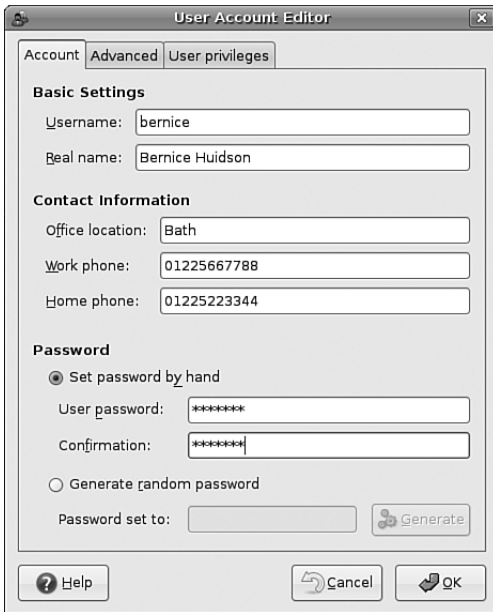 User Account Editor
Account Advanced User privileges
Basic Settings
Username: bernice
Real name: Bernice Huidson
Contact Information
Office location: Bath
Work phone: 01225667788
Home phone: 01225223344
Password
Set password by hand
User password: *******
Confirmation: *******
Generate random password
Password set to: Generate
Help Cancel OK